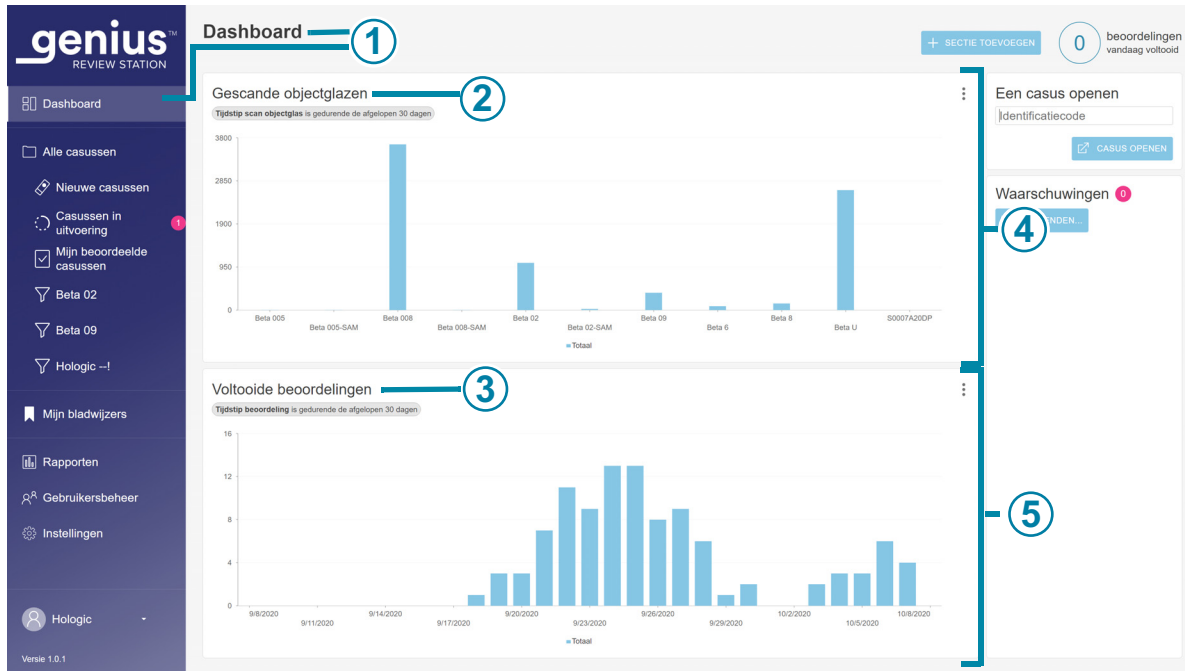 genius™
REVIEW STATION
Dashboard
Alle casussen
Nieuwe casussen
Casussen in
uitvoering
1
Mijn beoordeelde
casussen
Beta 02
Beta 09
Hologic --!
Mijn bladwijzers
Rapporten
Gebruikersbeheer
Instellingen
Hologic
Versie 1.0.1
Dashboard
1
+ SECTIE TOEVOEGEN
0
beoordelingen
vandaag voltooid
Gescande objectglazen
2
Tijdstip scan objectglas is gedurende de afgelopen 30 dagen
3800
2850
1900
950
0
Beta 005
Beta 005-SAM
Beta 008
Beta 008-SAM
Beta 02
Beta 02-SAM
Beta 09
Beta 6
Beta 8
Beta U
S0007A20DP
Totaal
Voltooide beoordelingen
3
Tijdstip beoordeling is gedurende de afgelopen 30 dagen
16
12
8
4
0
9/8/2020
9/11/2020
9/14/2020
9/17/2020
9/20/2020
9/23/2020
9/26/2020
9/29/2020
10/2/2020
10/5/2020
10/8/2020
Totaal
Een casus openen
Identificatiecode
CASUS OPENEN
Waarschuwingen 0
4
5